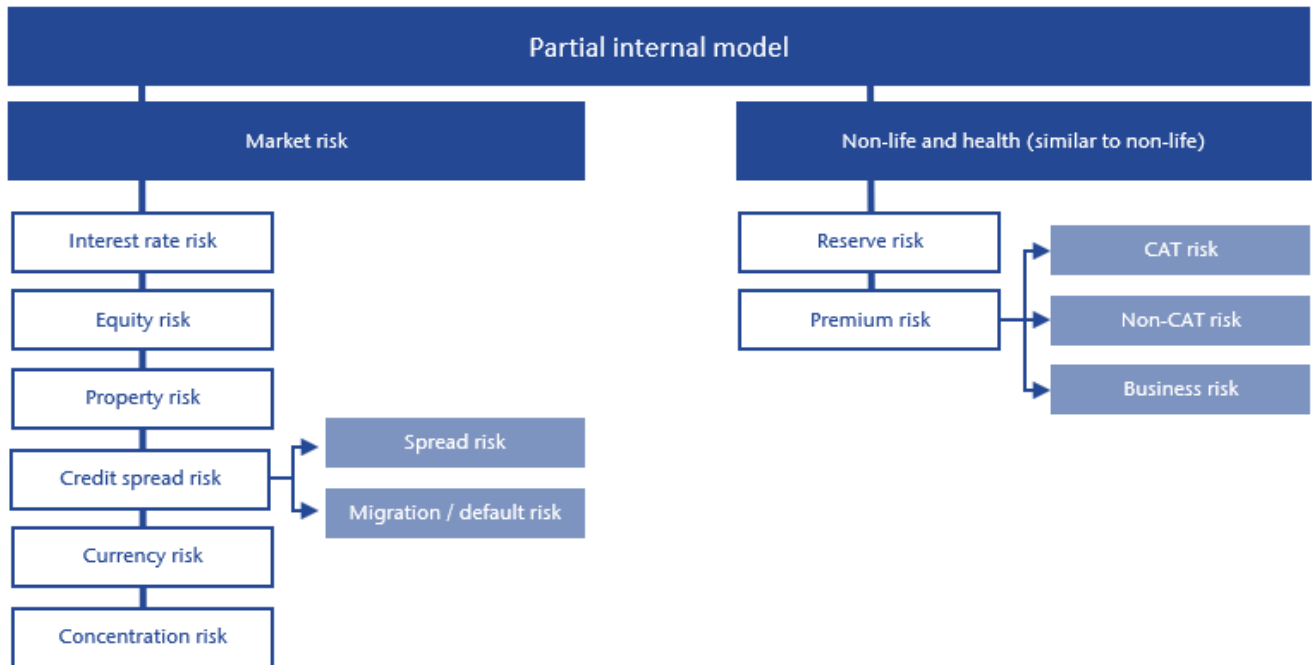 Partial internal model
Market risk
Non-life and health (similar to non-life)
Interest rate risk
Equity risk
Property risk
Credit spread risk
Spread risk
Migration / default risk
Currency risk
Concentration risk
Reserve risk
Premium risk
CAT risk
Non-CAT risk
Business risk